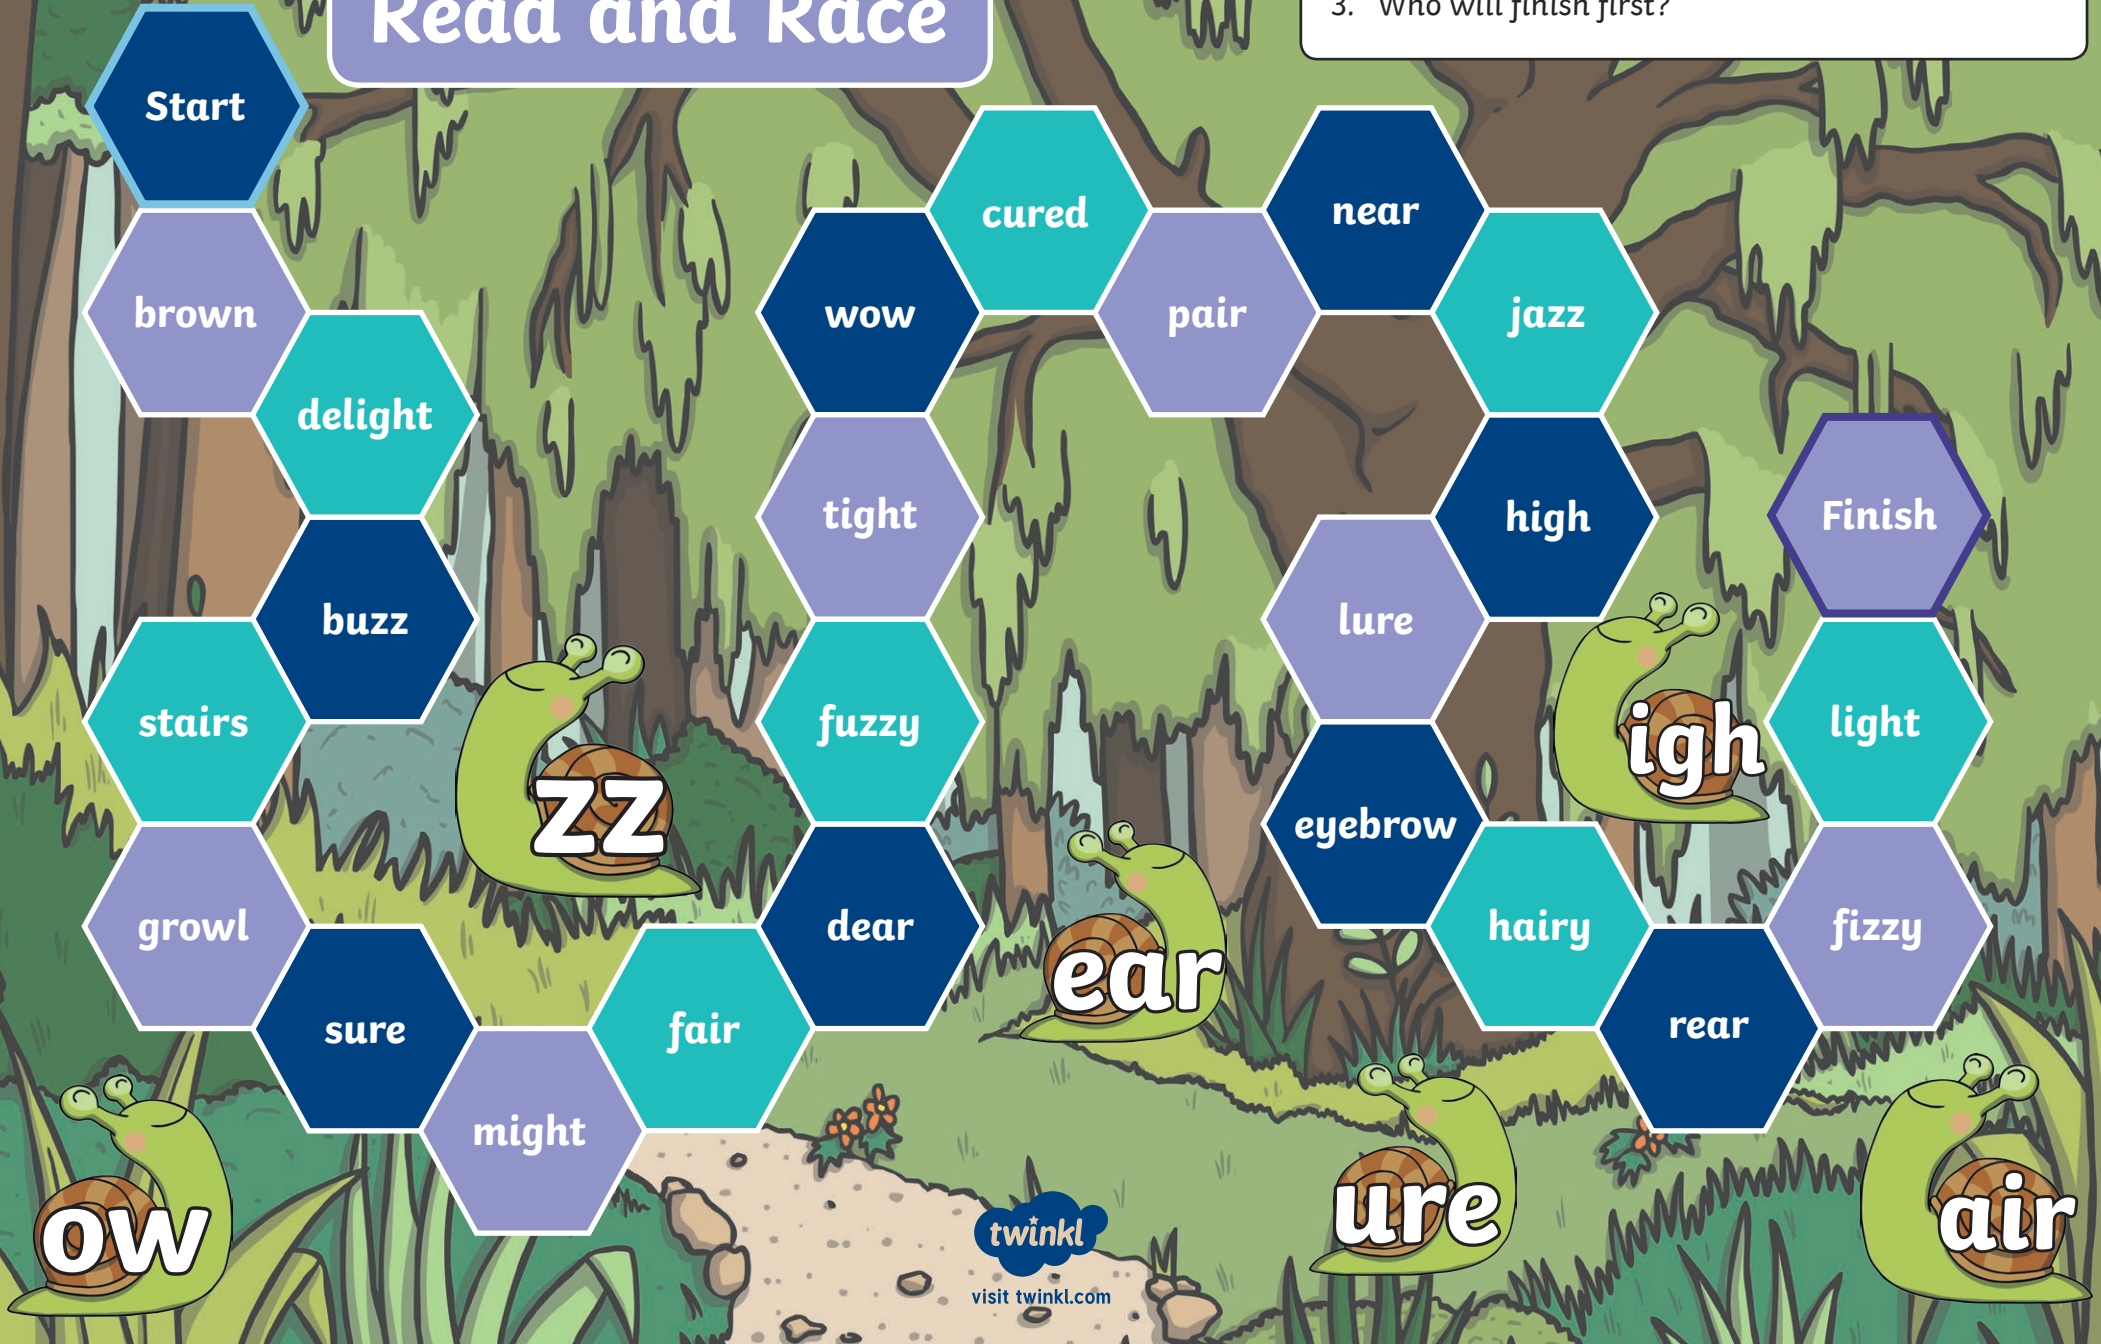 Read and Race
3. Who will finish first?
Start
brown
delight
buzz
stairs
growl
sure
might
fair
dear
fuzzy
tight
wow
cured
pair
near
jazz
high
lure
eyebrow
hairy
rear
fizzy
light
Finish
zz
igh
ear
ow
ure
air
twinkl
visit twinkl.com